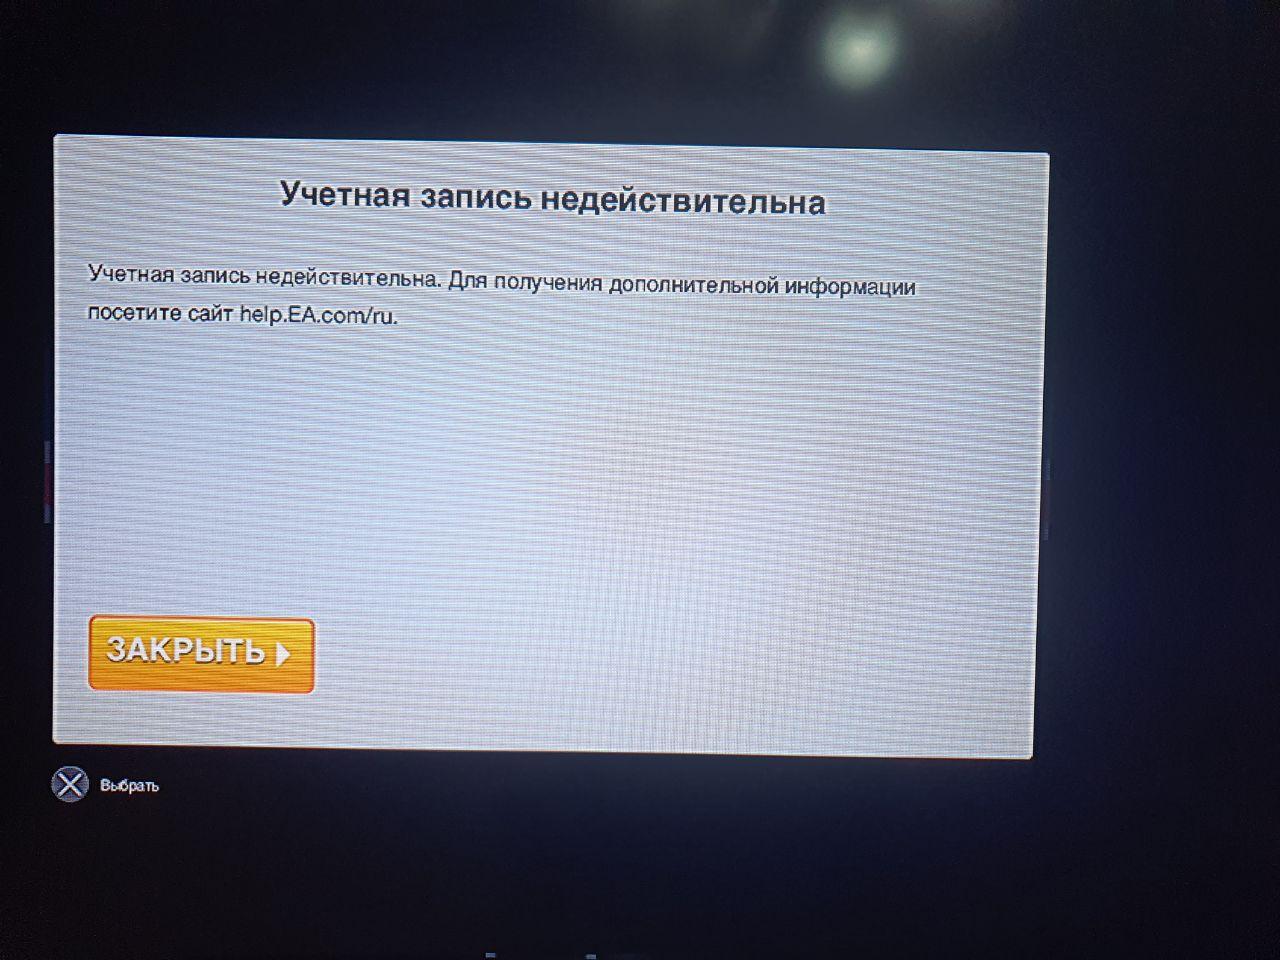 Учетная запись недействительна
Учетная запись недействительна. Для получения дополнительной информации
посетите сайт help.EA.com/ru.
ЗАКРЫТЬ
Выбрать